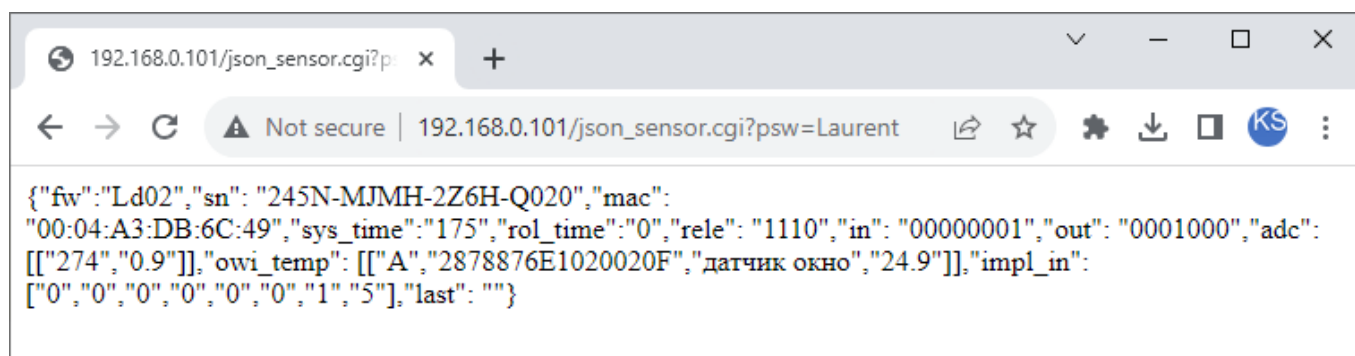 192.168.0.101/json_sensor.cgi?p
Not secure 192.168.0.101/json_sensor.cgi?psw=Laurent KS
{"fw":"Ld02","sn": "245N-MJMH-2Z6H-Q020","mac":
"00:04:A3:DB:6C:49","sys_time":"175","rol_time":"0","rele": "1110","in": "00000001","out": "0001000","adc":
[["274","0.9"]],"owi_temp": [["A","2878876E1020020F","датчик окно","24.9"]],"impl_in":
["0","0","0","0","0","0","1","5"],"last": ""}